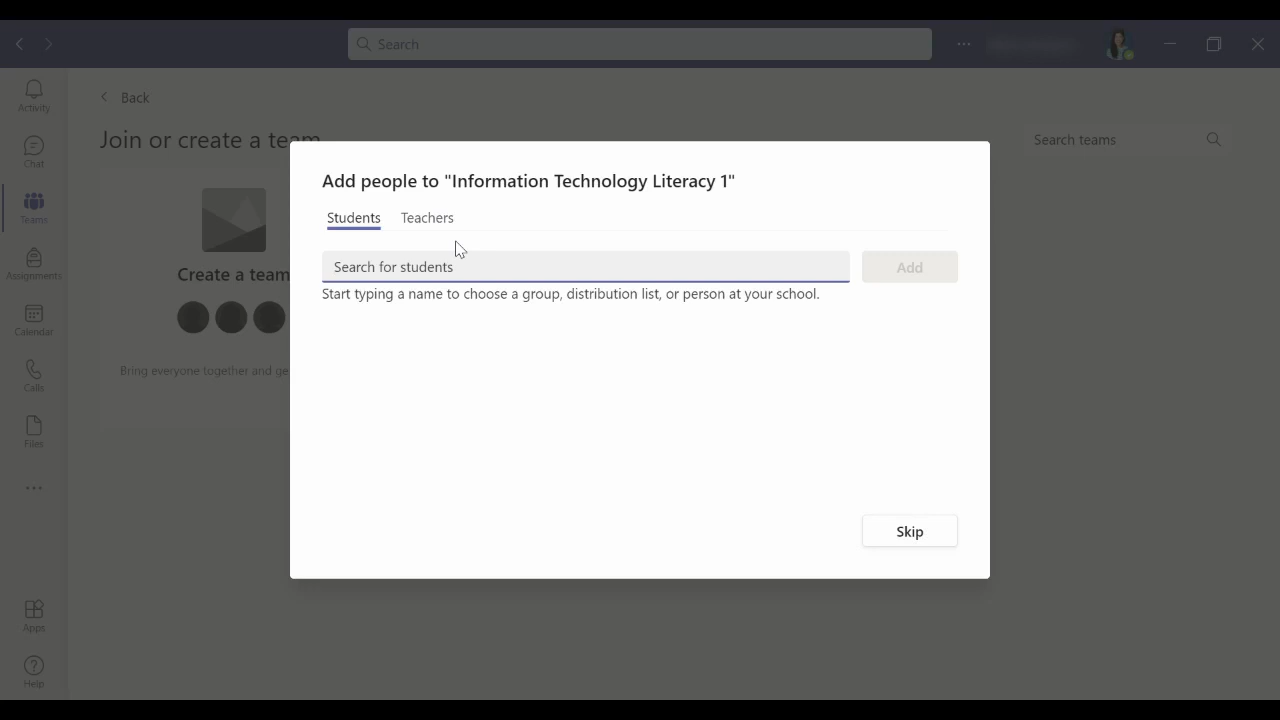 Search
Activity
Chat
Teams
Assignments
Calendar
Calls
Files
Apps
Help
Back
Join or create a team
Search teams
Create a team
Bring everyone together and ge
Add people to "Information Technology Literacy 1"
Students Teachers
Search for students
Add
Start typing a name to choose a group, distribution list, or person at your school.
Skip